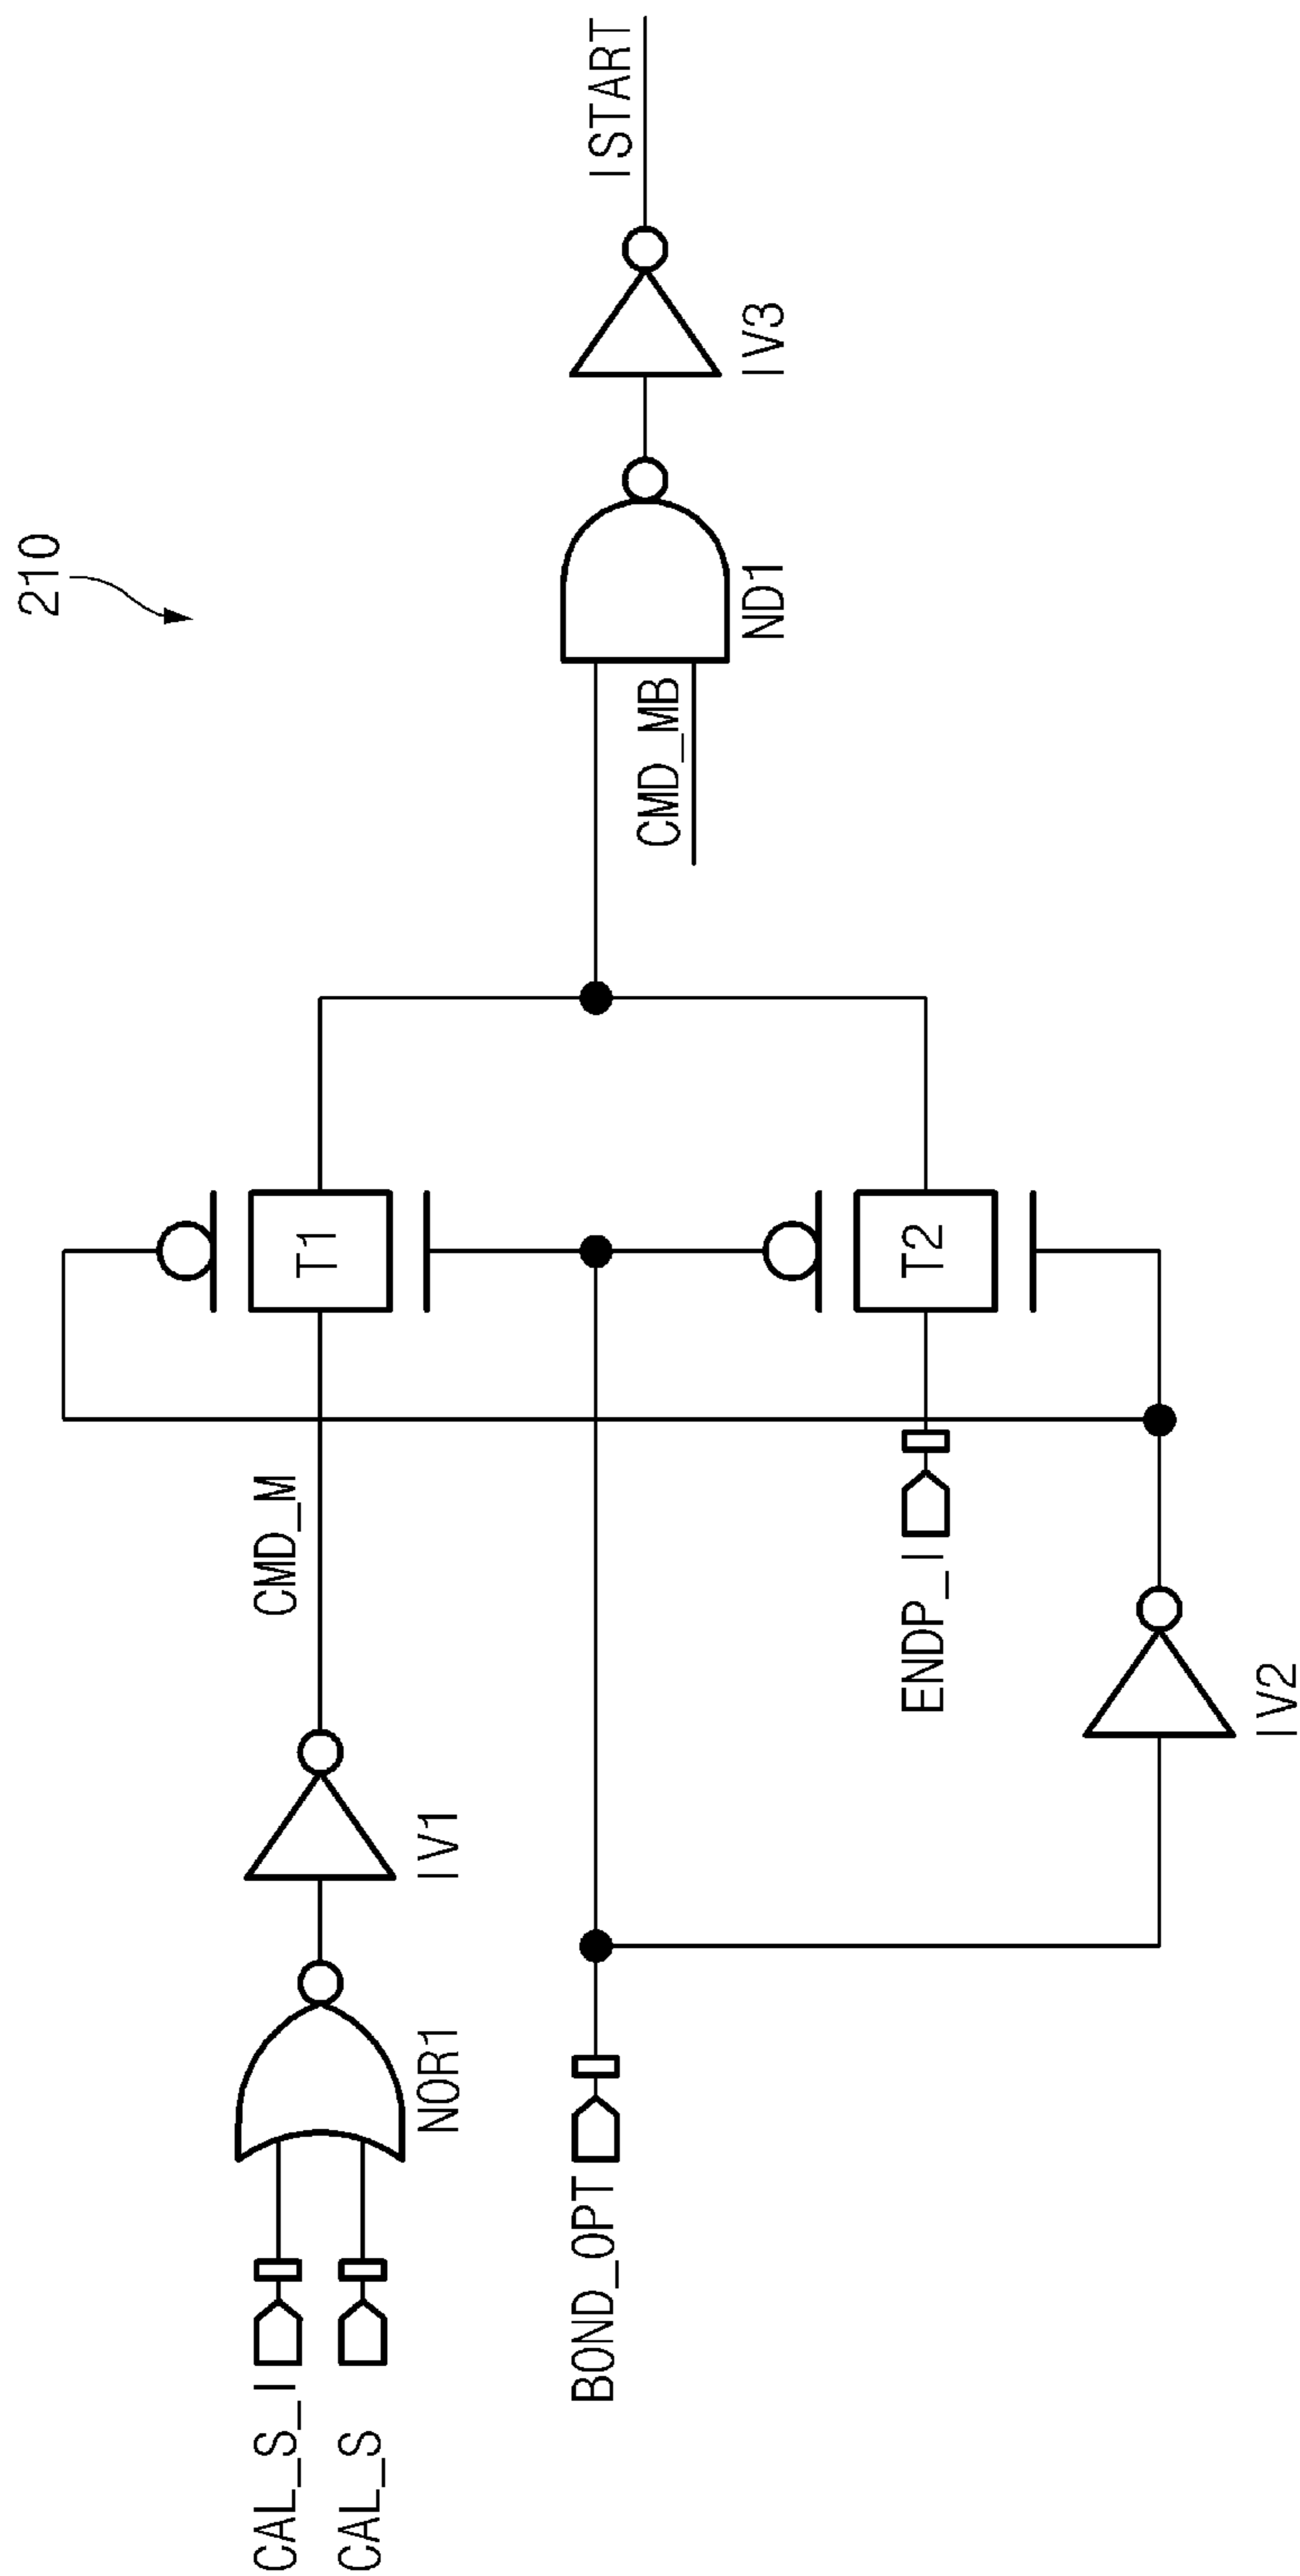 210
CAL_S_I
CAL_S
NOR1
IV1
CMD_M
T1
BOND_OPT
ENDP_I
T2
IV2
CMD_MB
ND1
IV3
ISTART